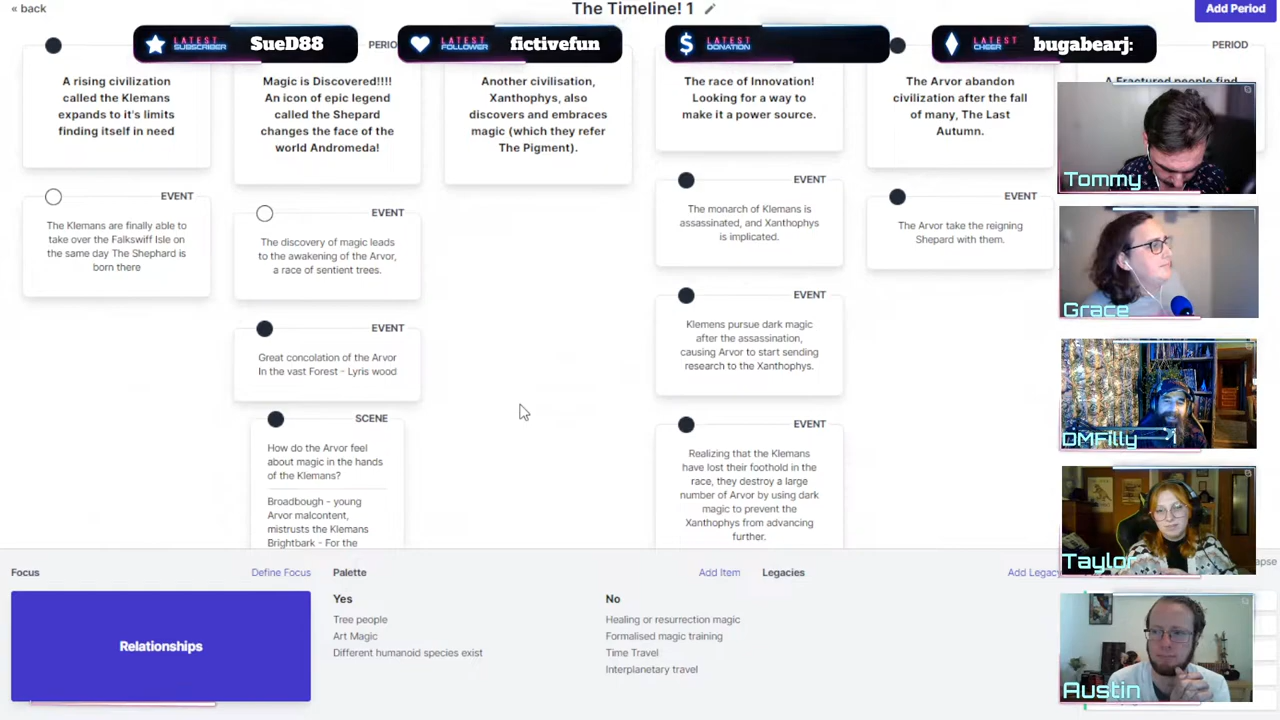 « back
The Timeline! 1
Add Period
LATEST
SUBSCRIBER
SueD88
LATEST
FOLLOWER
fictivefun
LATEST
DONATION
LATEST
CHEER
bugabearj:
PERIOD
A rising civilization
called the Klemans
expands to it's limits
finding itself in need
EVENT
The Klemans are finally able to
take over the Falkswiff Isle on
the same day The Shephard is
born there
Magic is Discovered!!!!
An icon of epic legend
called the Shepard
changes the face of the
world Andromeda!
EVENT
The discovery of magic leads
to the awakening of the Arvor,
a race of sentient trees.
EVENT
Great concolation of the Arvor
In the vast Forest - Lyris wood
SCENE
How do the Arvor feel
about magic in the hands
of the Klemans?
Broadbough - young
Arvor malcontent,
mistrusts the Klemans
Brightbark - For the
Another civilisation,
Xanthophys, also
discovers and embraces
magic (which they refer
The Pigment).
The race of Innovation!
Looking for a way to
make it a power source.
EVENT
The monarch of Klemans is
assassinated, and Xanthophys
is implicated.
EVENT
Klemens pursue dark magic
after the assassination,
causing Arvor to start sending
research to the Xanthophys.
EVENT
Realizing that the Klemans
have lost their foothold in the
race, they destroy a large
number of Arvor by using dark
magic to prevent the
Xanthophys from advancing
further.
The Arvor abandon
civilization after the fall
of many, The Last
Autumn.
EVENT
The Arvor take the reigning
Shepard with them.
PERIOD
A Fractured people find
Tommy
Grace
DMFilly
Taylor
Austin
Focus
Define Focus
Relationships
Palette
Add Item
Yes
Tree people
Art Magic
Different humanoid species exist
No
Healing or resurrection magic
Formalised magic training
Time Travel
Interplanetary travel
Legacies
Add Legacy